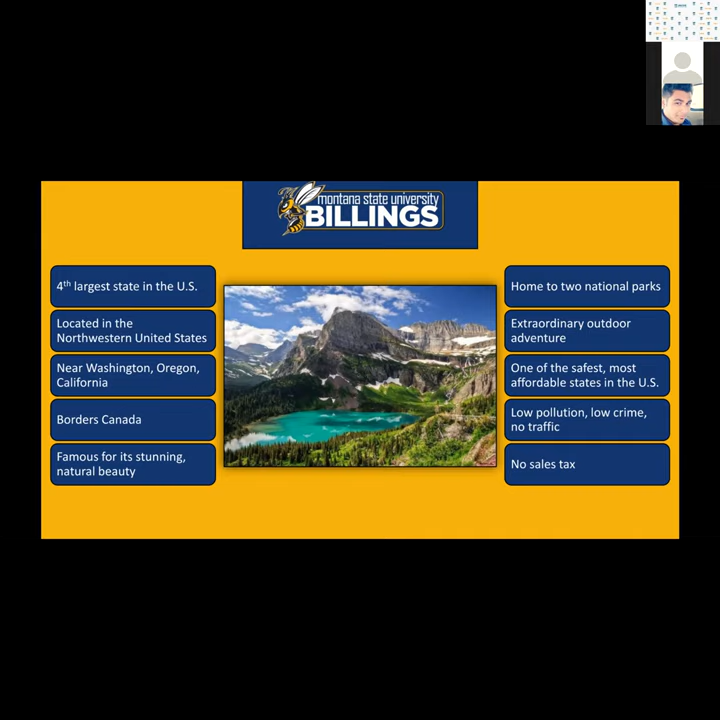 montana state university
BILLINGS
4th largest state in the U.S.
Located in the
Northwestern United States
Near Washington, Oregon,
California
Borders Canada
Famous for its stunning,
natural beauty
Home to two national parks
Extraordinary outdoor
adventure
One of the safest, most
affordable states in the U.S.
Low pollution, low crime,
no traffic
No sales tax